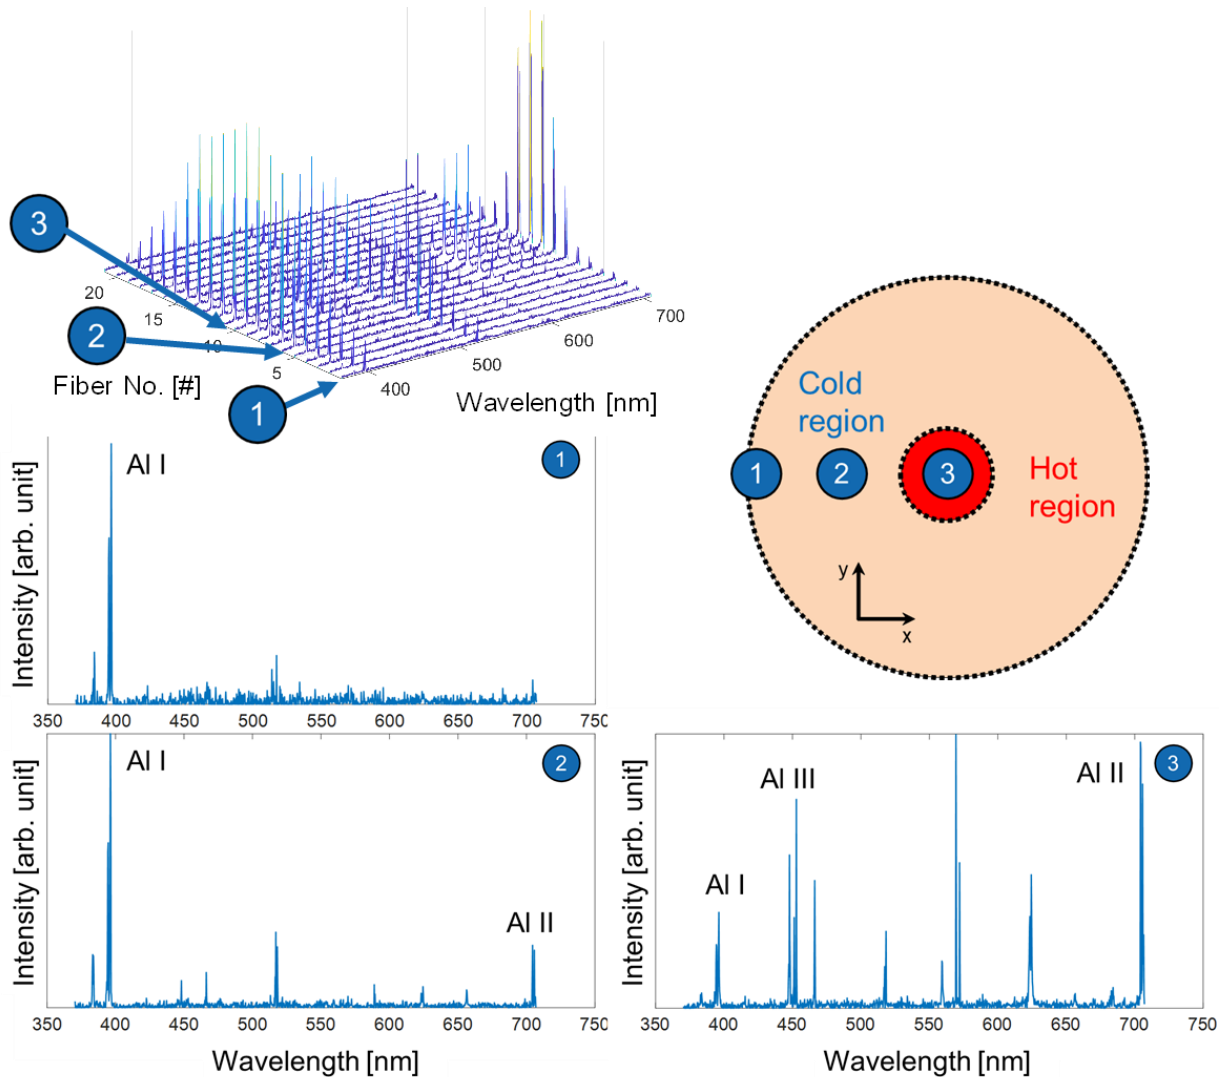 3
2
1
20
15
10
5
Fiber No. [#]
400
500
600
700
Wavelength [nm]
Intensity [arb. unit]
Al I
1
350 400 450 500 550 600 650 700 750
Intensity [arb. unit]
Al I
2
Al II
350 400 450 500 550 600 650 700 750
Wavelength [nm]
Cold
region
1 2 3
Hot
region
y
x
Intensity [arb. unit]
Al I
Al III
Al II
3
350 400 450 500 550 600 650 700 750
Wavelength [nm]